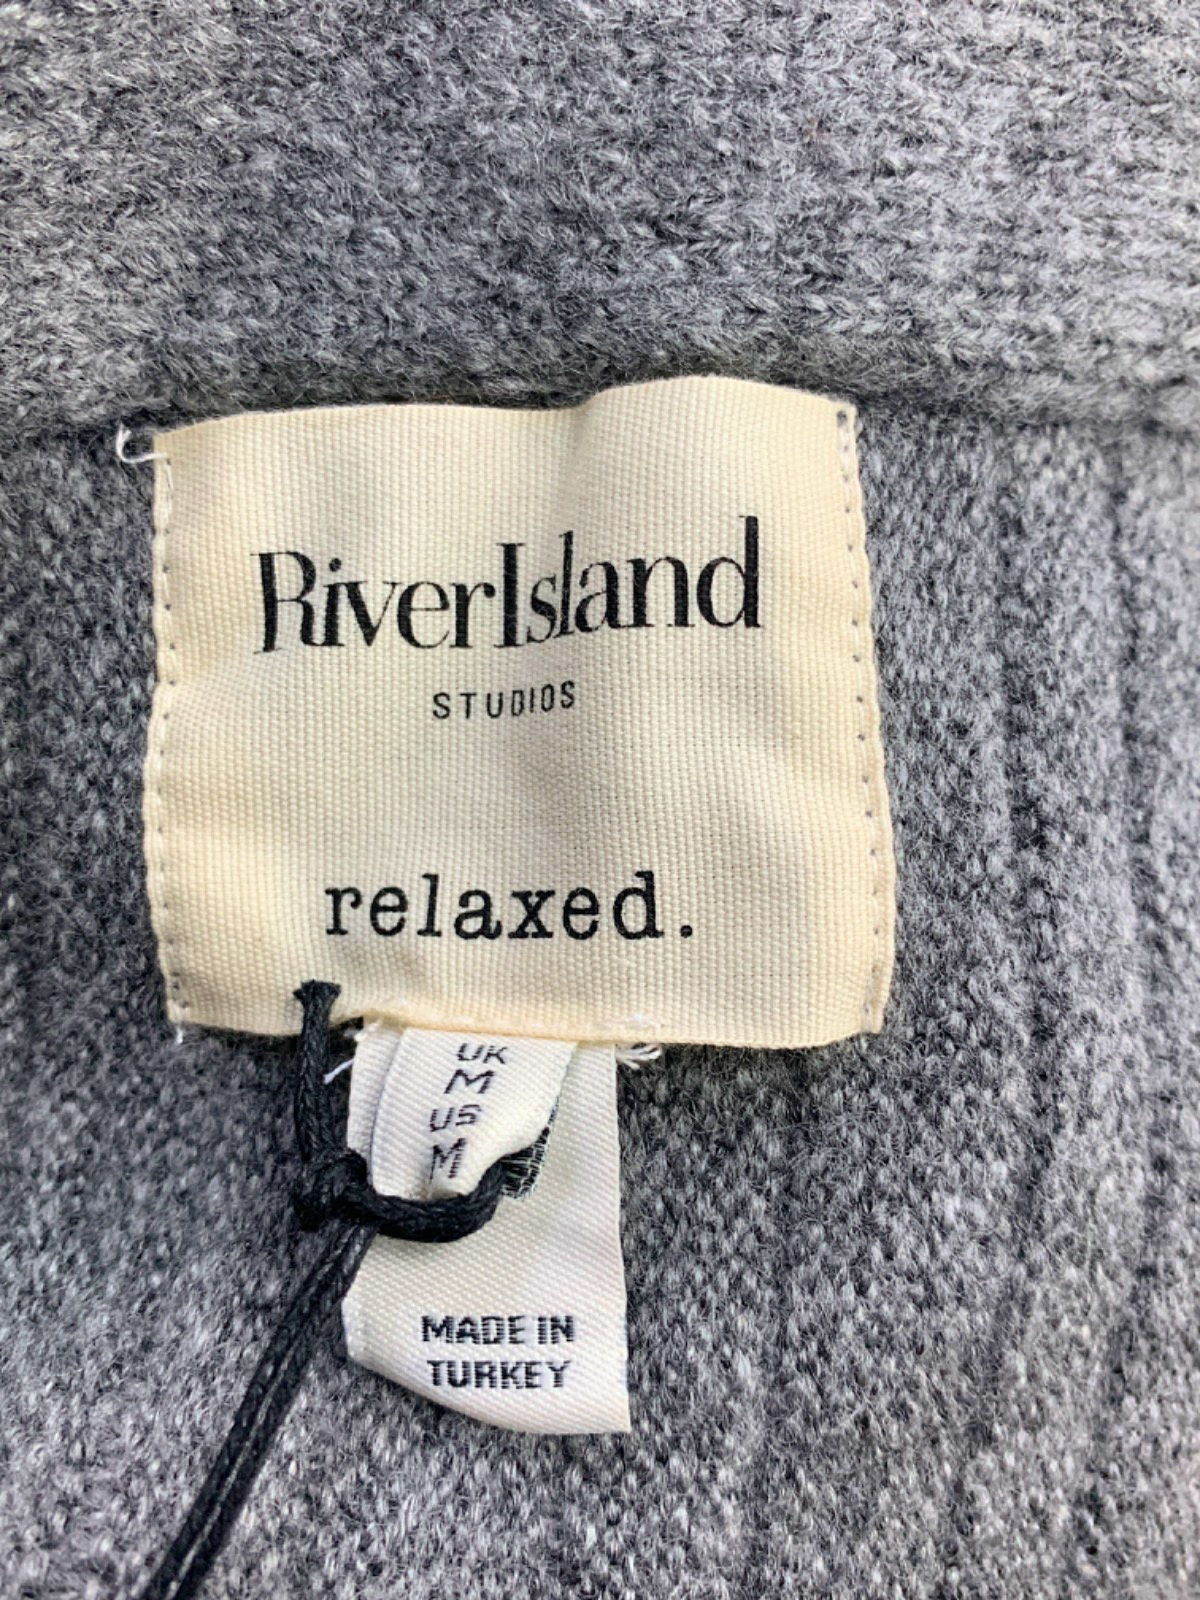 RiverIsland
STUDIOS
relaxed.
UK
M
US
M
MADE IN
TURKEY